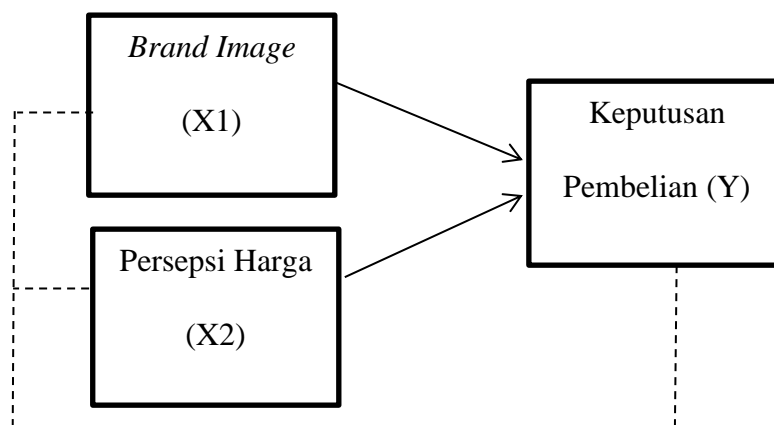 Brand Image
(X1)
Keputusan
Pembelian (Y)
Persepsi Harga
(X2)